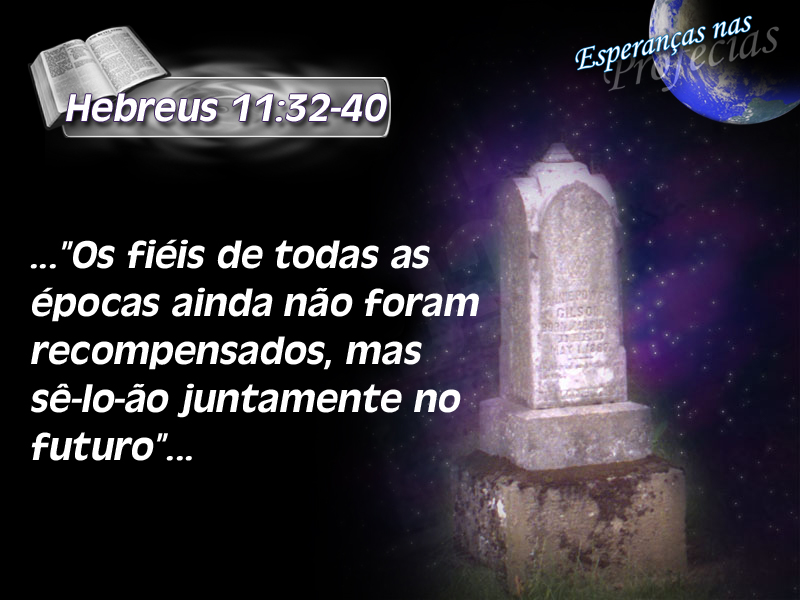 Esperanças nas
Profecias
Hebreus 11:32-40
..."Os fiéis de todas as
épocas ainda não foram
recompensados, mas
sê-lo-ão juntamente no
futuro"...